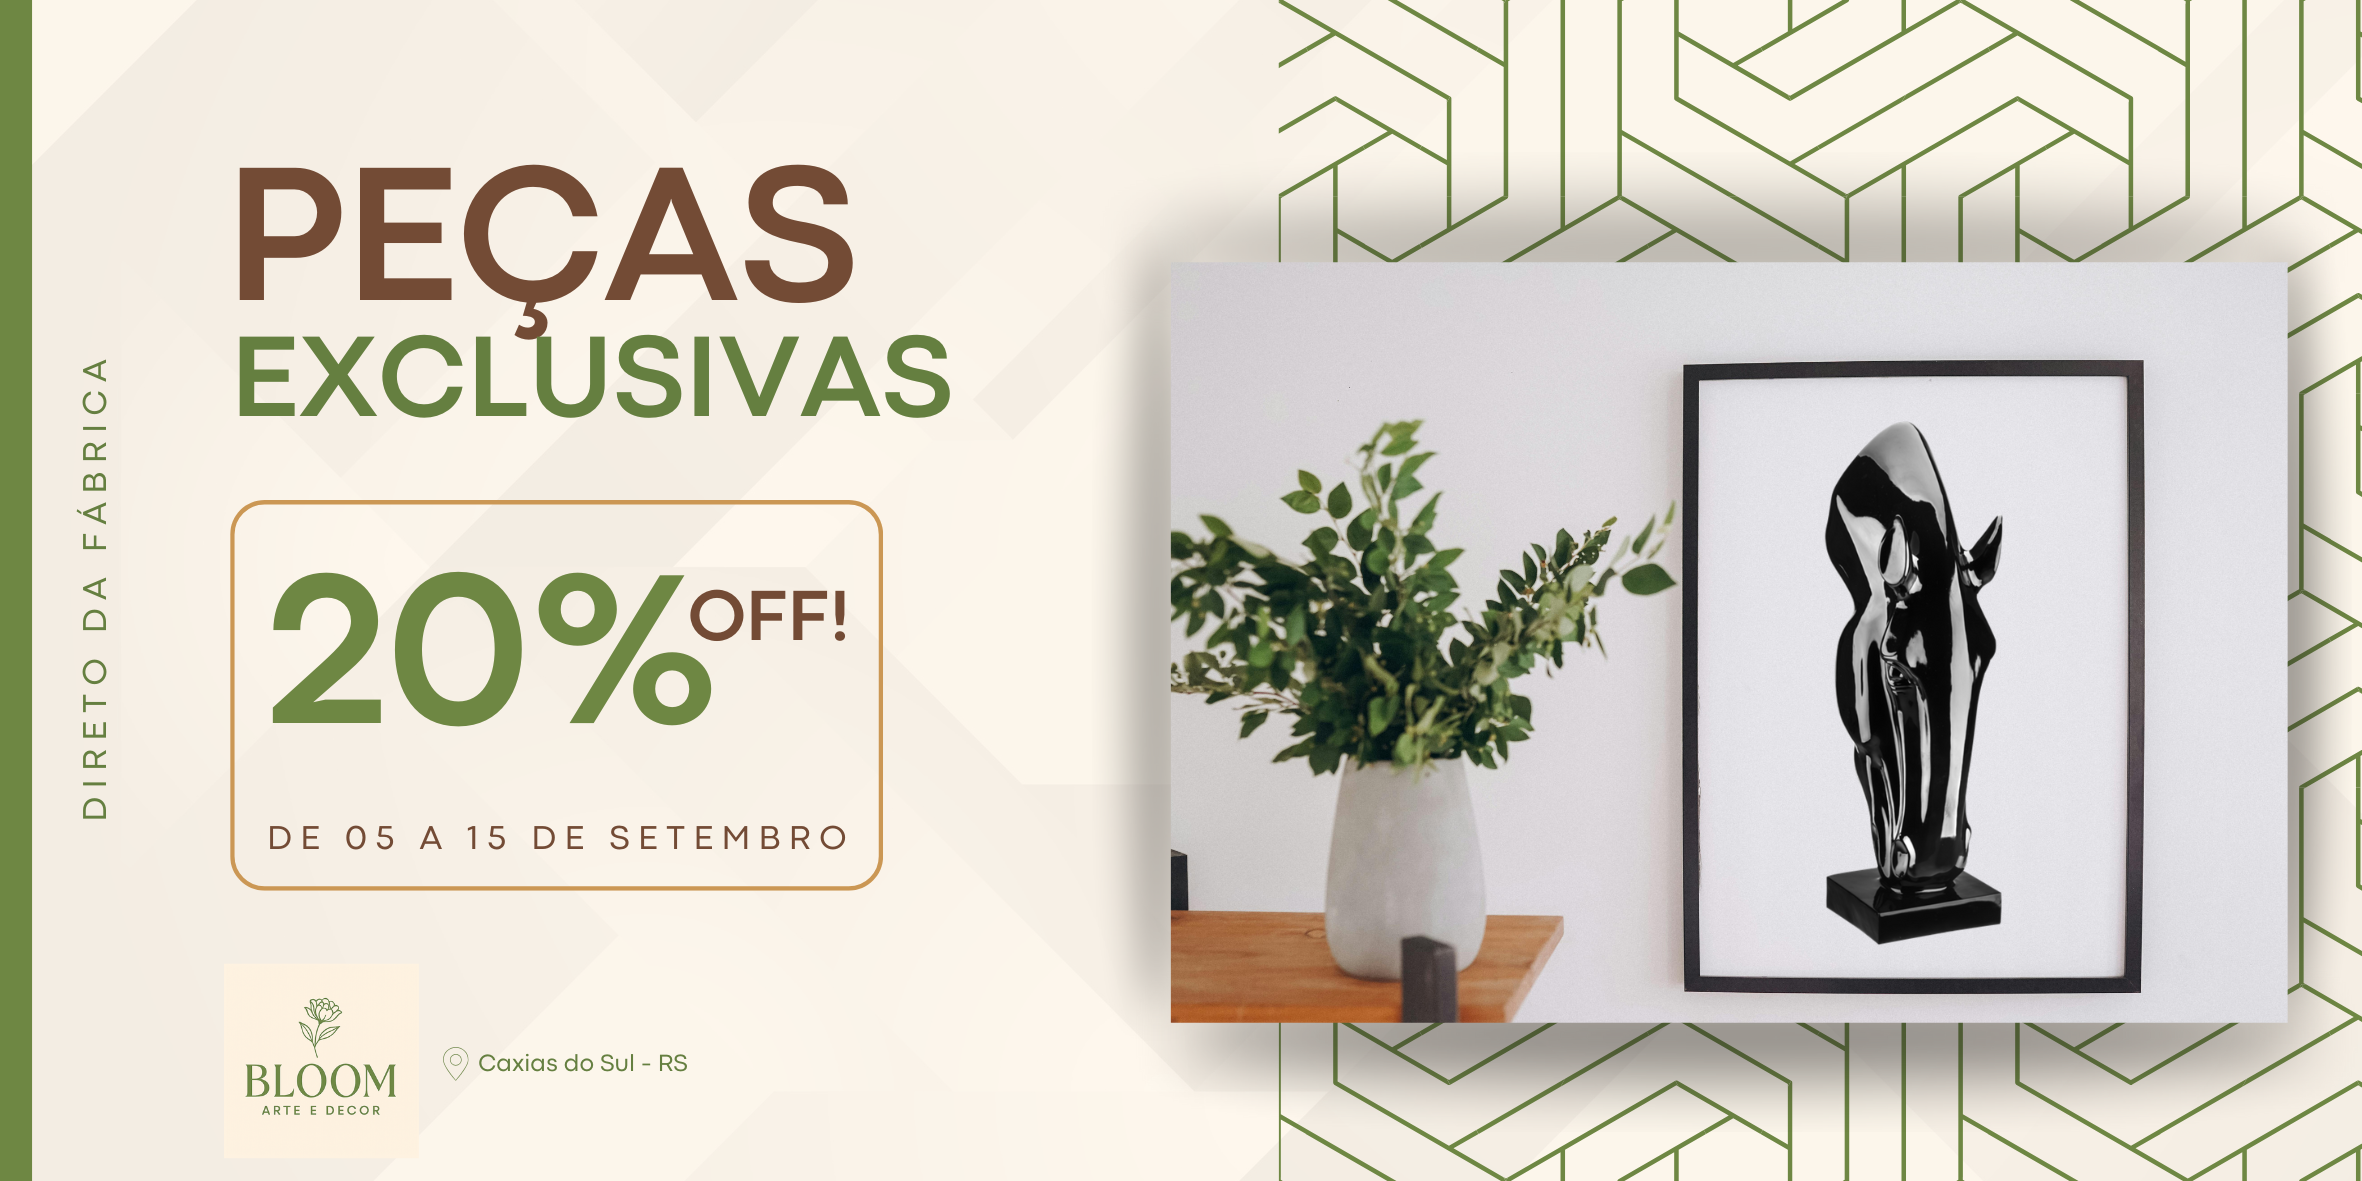 PEÇAS
EXCLUSIVAS
DIRETO DA FÁBRICA
20% OFF!
DE 05 A 15 DE SETEMBRO
BLOOM
ARTE E DECOR
Caxias do Sul - RS